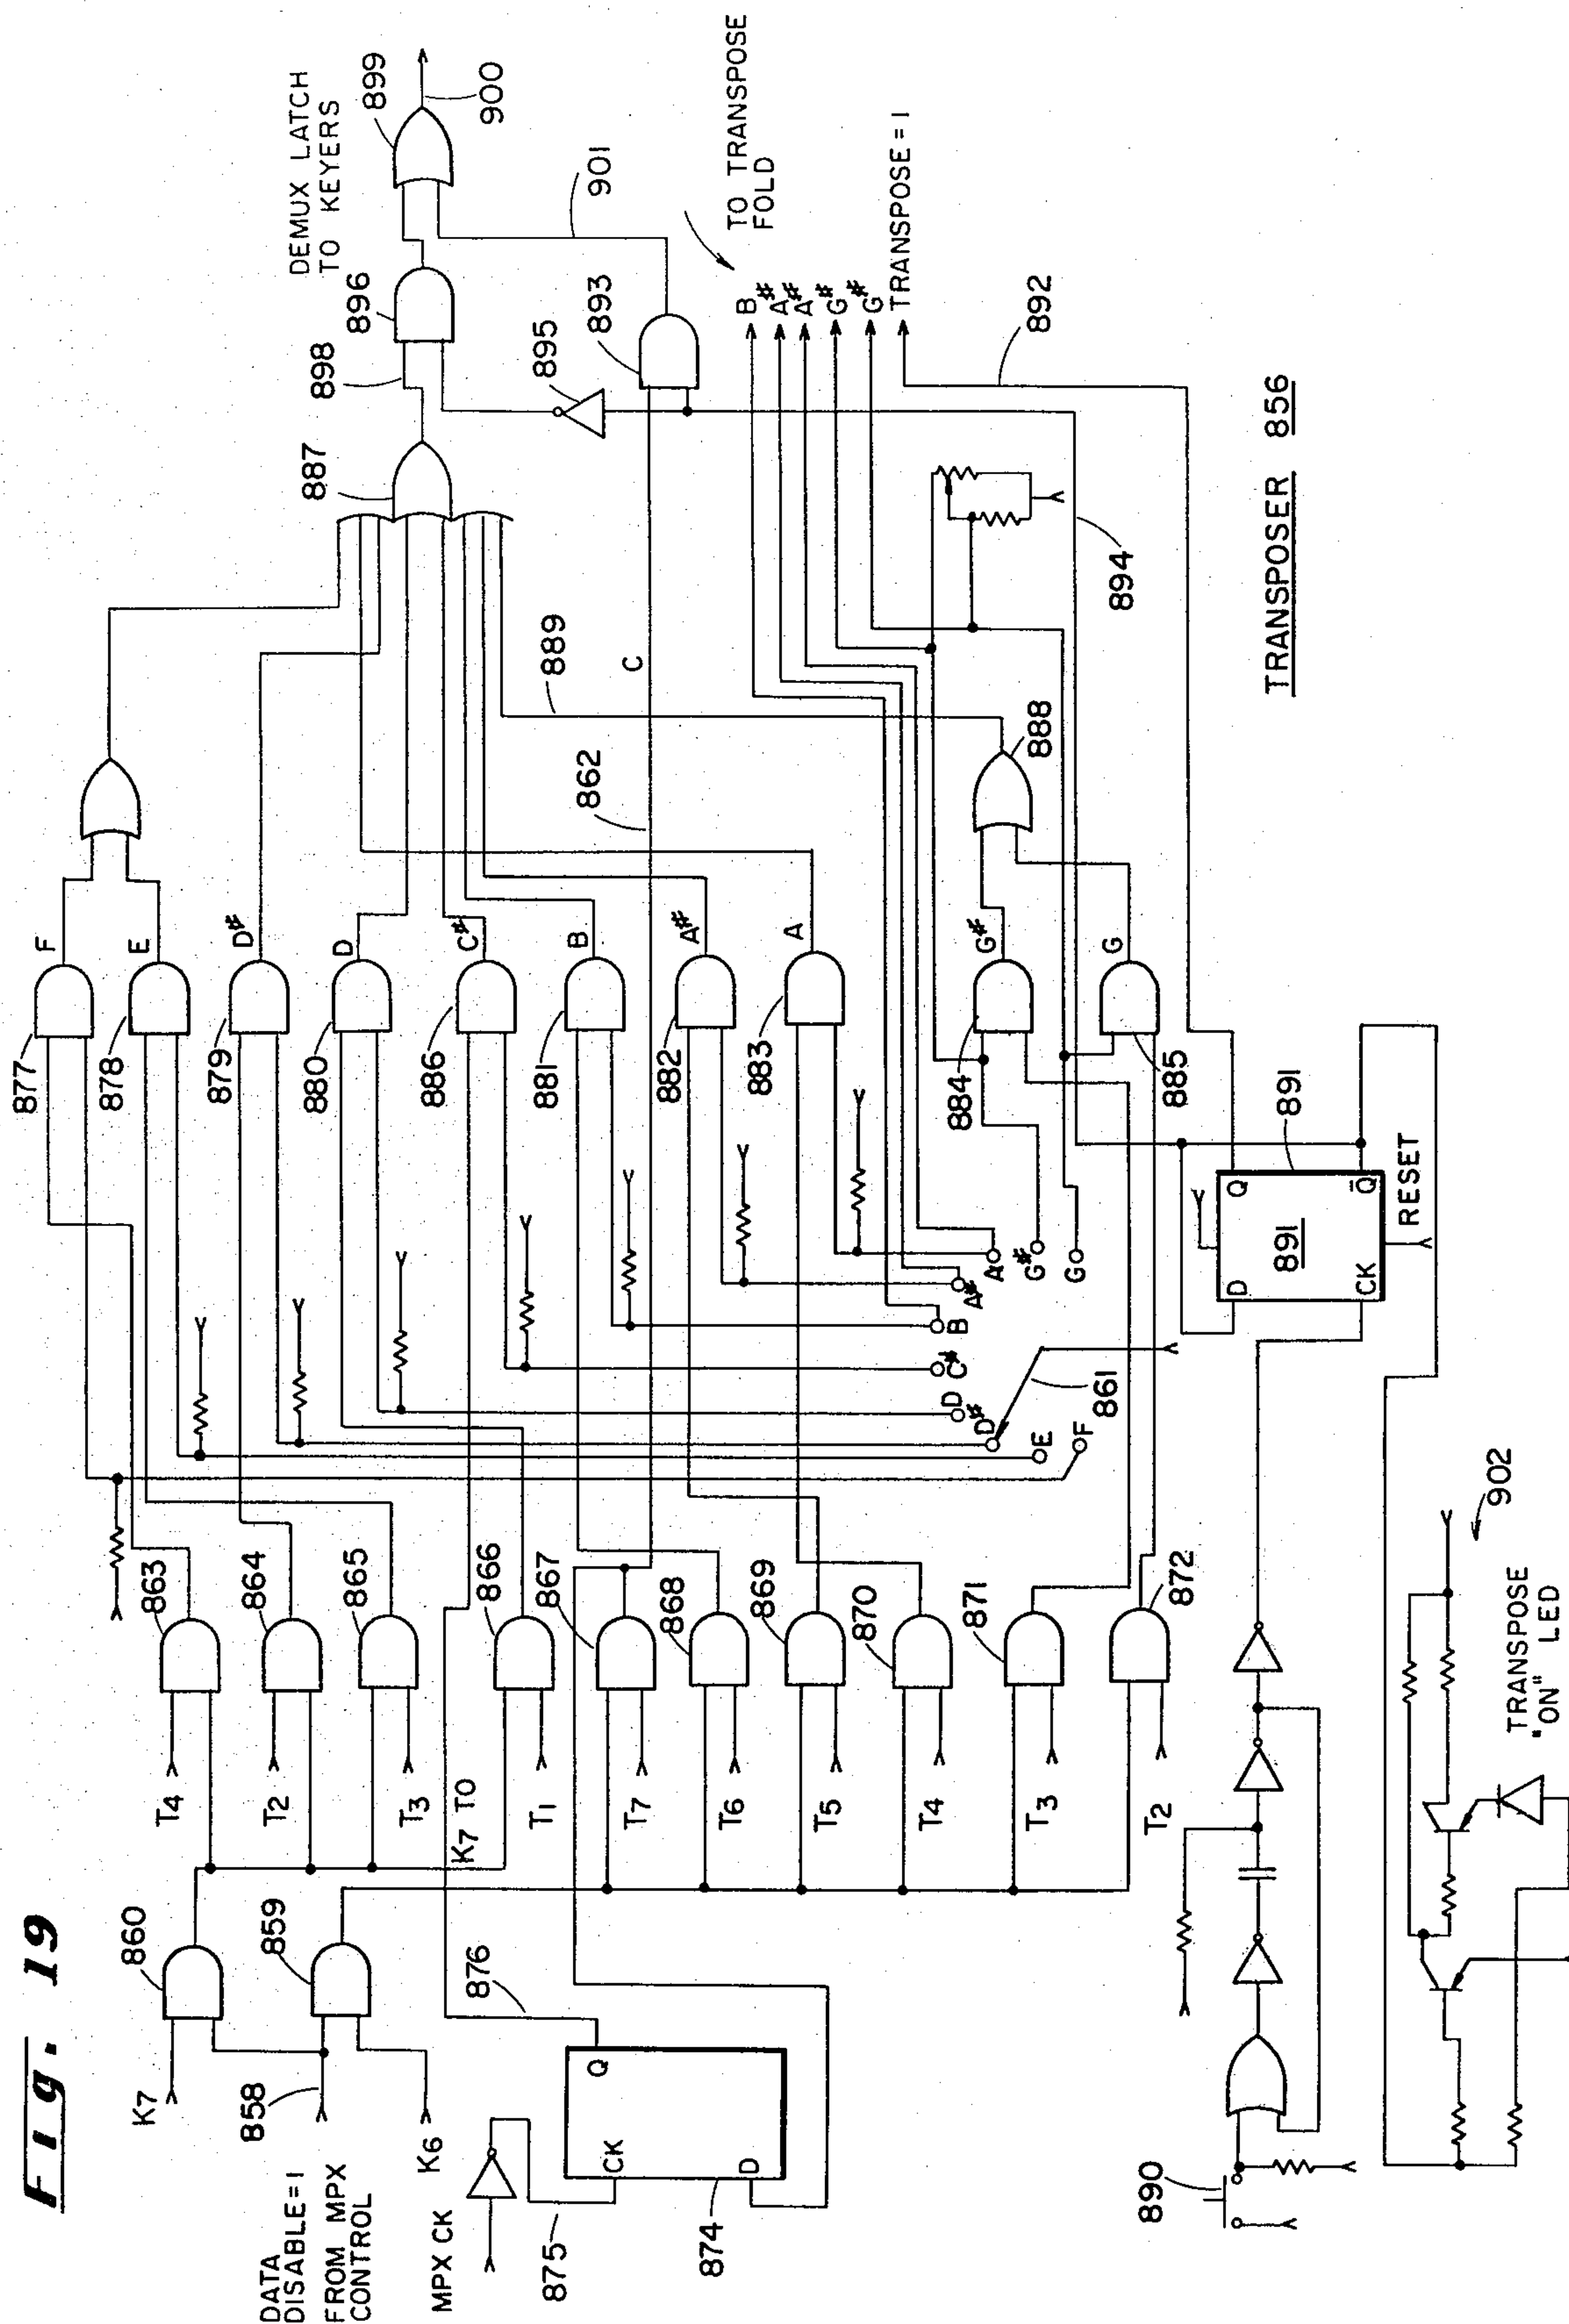 Fig. 19
K7
860
858
859
K6
DATA
DISABLE=1
FROM MPX
CONTROL
MPX CK
875
CK
Q
D
874
876
K7 TO
T4
863
T2
864
T3
865
T1
866
T7
867
T6
868
T5
869
T4
870
T3
871
T2
872
877
F
878
E
879
D#
880
D
886
C#
881
B
882
A#
883
A
884
G#
885
G
F
E
D#
D
C#
B
A#
A
G#
G
861
862
C
888
889
887
898
896
895
893
899
900
901
DEMUX LATCH
TO KEYERS
TO TRANSPOSE
FOLD
B
A#
A#
G#
G#
TRANSPOSE = 1
892
894
890
D
Q
891
CK
Q̅
891
RESET
902
TRANSPOSE
"ON" LED
TRANSPOSER 856